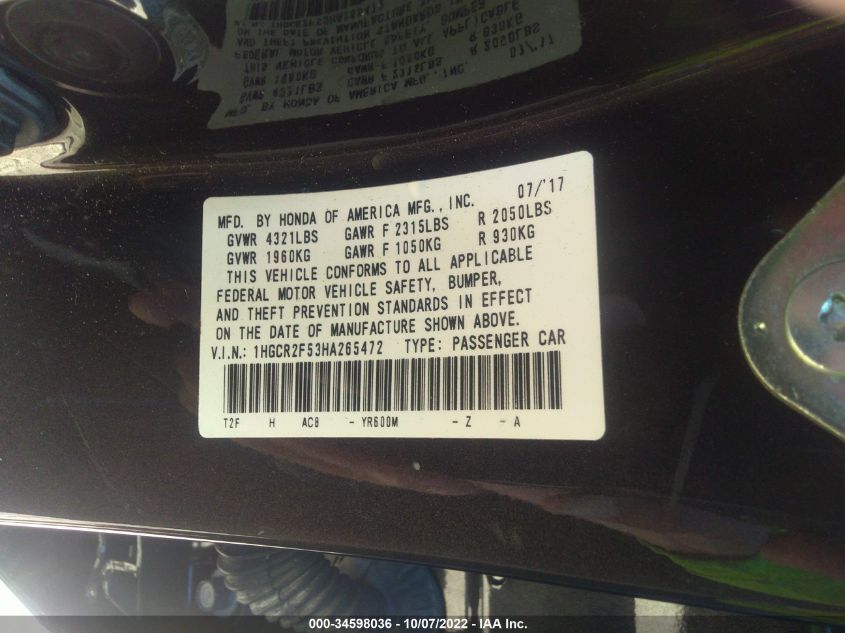 07/'17
MFD. BY HONDA OF AMERICA MFG., INC.
GVWR 4321LBS GAWR F 2315LBS R 2050LBS
GVWR 1960KG GAWR F 1050KG R 930KG
THIS VEHICLE CONFORMS TO ALL APPLICABLE
FEDERAL MOTOR VEHICLE SAFETY, BUMPER,
AND THEFT PREVENTION STANDARDS IN EFFECT
ON THE DATE OF MANUFACTURE SHOWN ABOVE.
V.I.N.: 1HGCR2F53HA265472 TYPE: PASSENGER CAR
T2F H AC8 - YR600M - Z - A
000-34598036 - 10/07/2022 - IAA Inc.